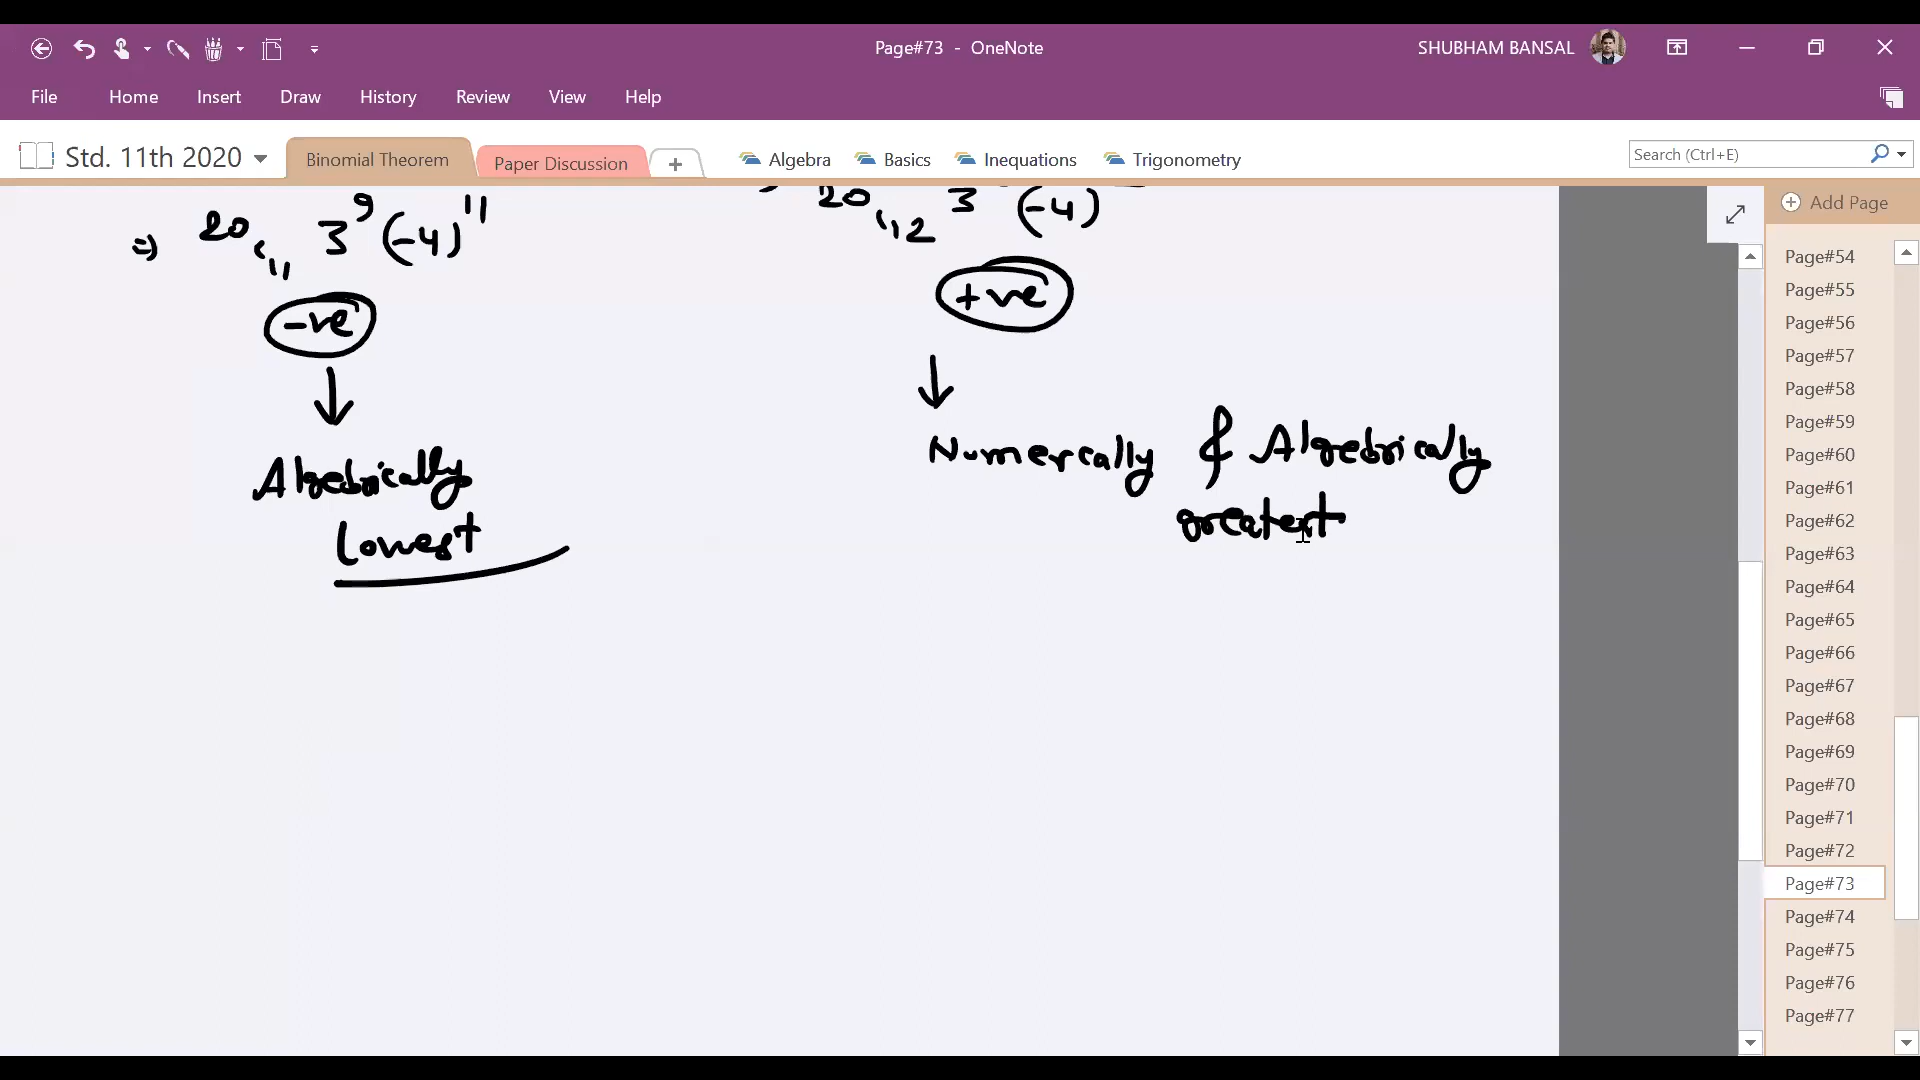 Page#73 - OneNote
SHUBHAM BANSAL
File Home Insert Draw History Review View Help
Std. 11th 2020
Binomial Theorem
Paper Discussion
+
Algebra
Basics
Inequations
Trigonometry
Search (Ctrl+E)
Add Page
⇒ 20C11 3^9 (-4)^11
-ve
↓
Algebrically
lowest
20C12 3 (-4)
+ve
↓
Numercally & Algebrically
greatest
Page#54
Page#55
Page#56
Page#57
Page#58
Page#59
Page#60
Page#61
Page#62
Page#63
Page#64
Page#65
Page#66
Page#67
Page#68
Page#69
Page#70
Page#71
Page#72
Page#73
Page#74
Page#75
Page#76
Page#77